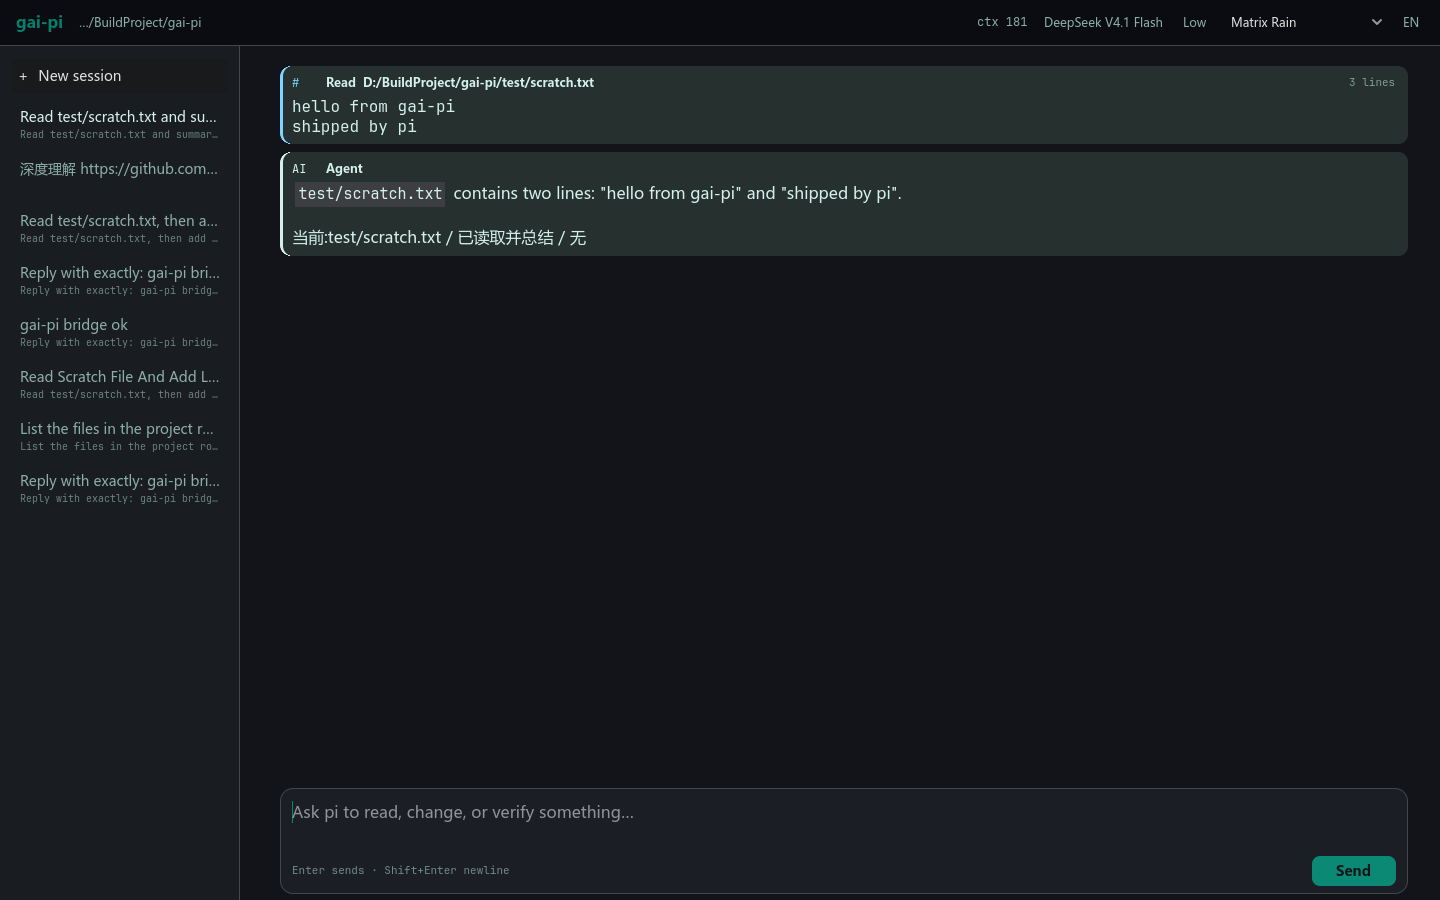 gai-pi .../BuildProject/gai-pi ctx 181 DeepSeek V4.1 Flash Low Matrix Rain EN
+ New session
Read test/scratch.txt and su...
Read test/scratch.txt and summar…
深度理解 https://github.com...
Read test/scratch.txt, then a...
Read test/scratch.txt, then add …
Reply with exactly: gai-pi bri...
Reply with exactly: gai-pi bridg…
gai-pi bridge ok
Reply with exactly: gai-pi bridg…
Read Scratch File And Add L...
Read test/scratch.txt, then add …
List the files in the project r...
List the files in the project ro…
Reply with exactly: gai-pi bri...
Reply with exactly: gai-pi bridg…
# Read D:/BuildProject/gai-pi/test/scratch.txt 3 lines
hello from gai-pi
shipped by pi
AI Agent
test/scratch.txt contains two lines: "hello from gai-pi" and "shipped by pi".
当前:test/scratch.txt / 已读取并总结 / 无
Ask pi to read, change, or verify something...
Enter sends · Shift+Enter newline
Send